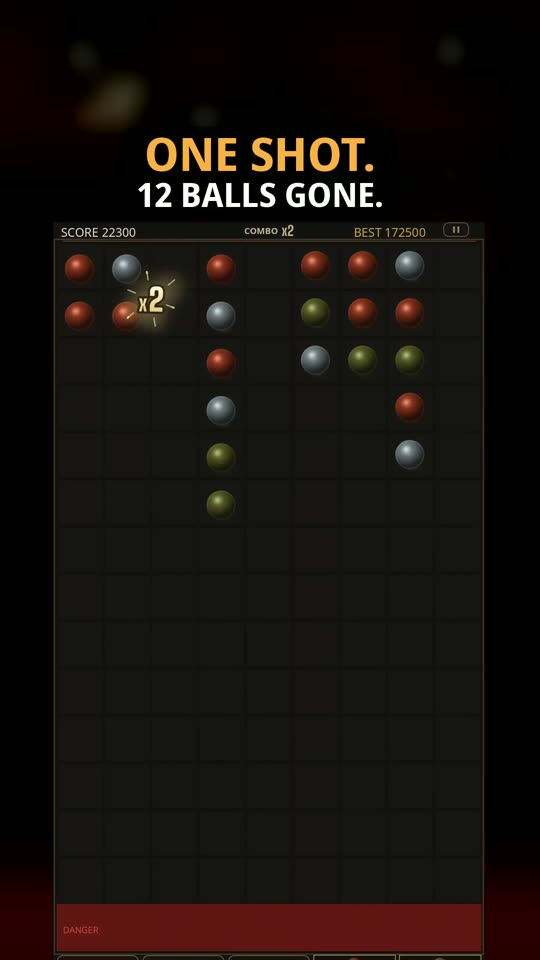 ONE SHOT.
12 BALLS GONE.
SCORE 22300 COMBO x2 BEST 172500
x2
DANGER